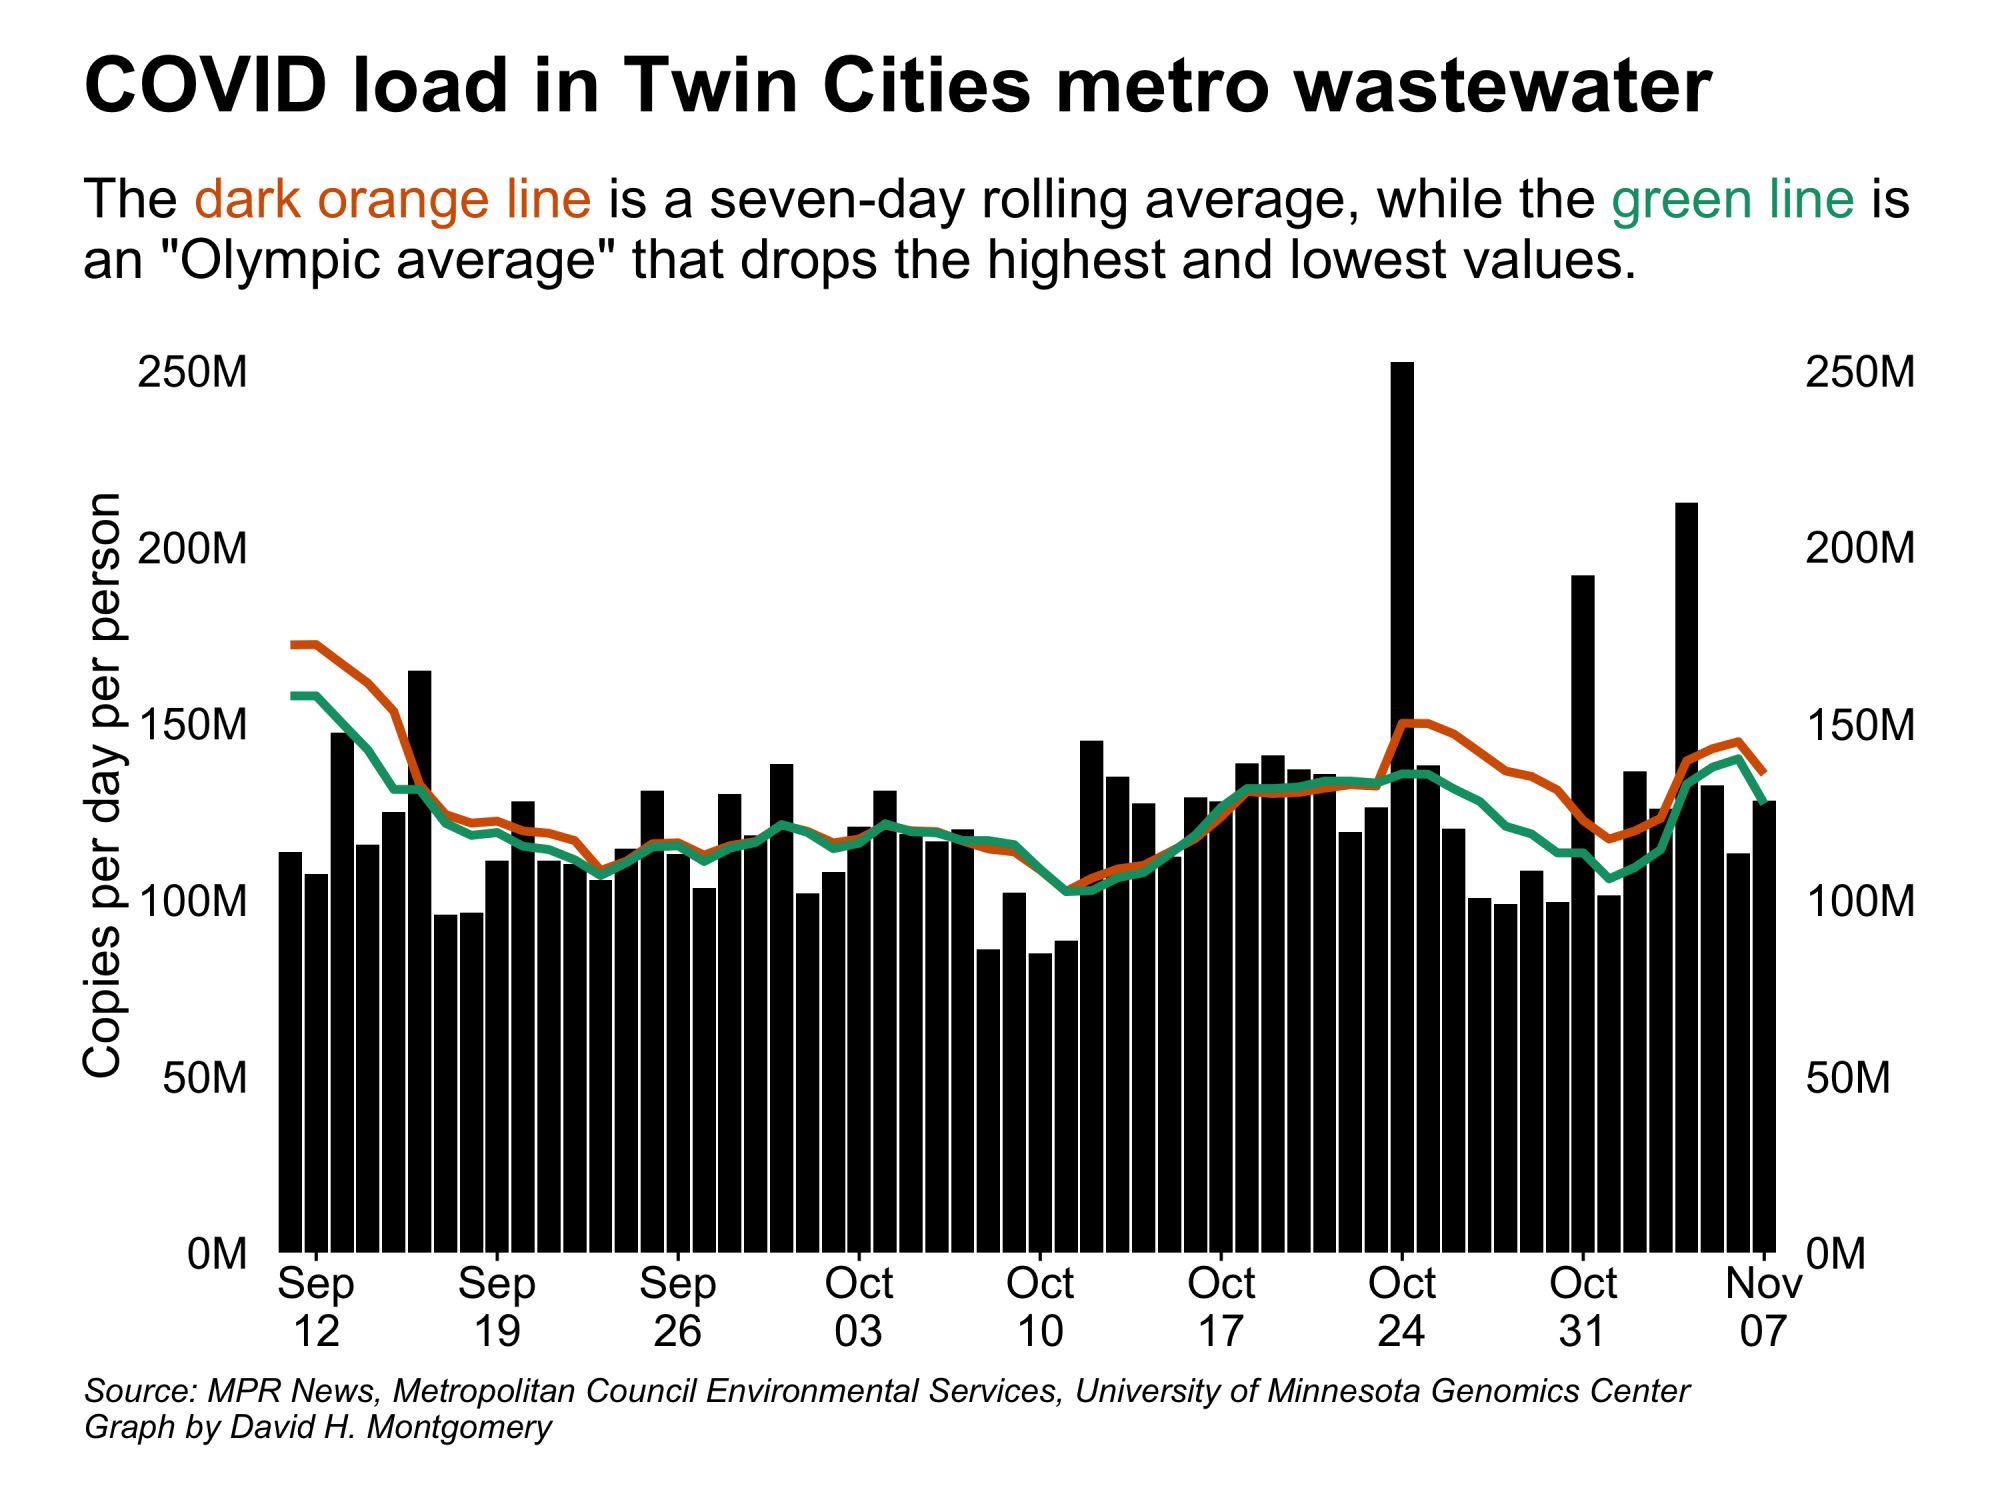 COVID load in Twin Cities metro wastewater
The dark orange line is a seven-day rolling average, while the green line is
an "Olympic average" that drops the highest and lowest values.
Copies per day per person
250M
200M
150M
100M
50M
0M
250M
200M
150M
100M
50M
0M
Sep
12
Sep
19
Sep
26
Oct
03
Oct
10
Oct
17
Oct
24
Oct
31
Nov
07
Source: MPR News, Metropolitan Council Environmental Services, University of Minnesota Genomics Center
Graph by David H. Montgomery